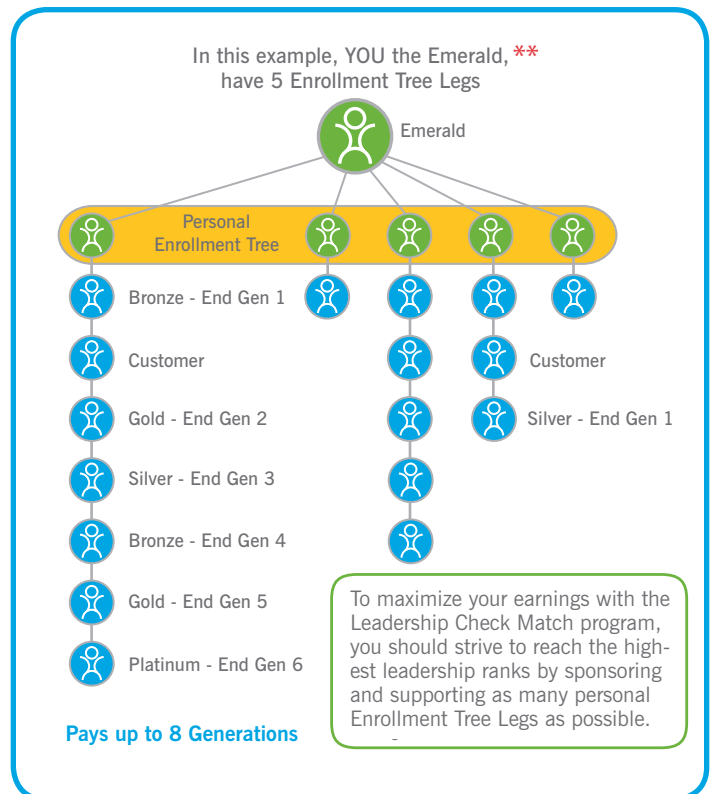 In this example, YOU the Emerald, **
have 5 Enrollment Tree Legs
Emerald
Personal
Enrollment Tree
Bronze - End Gen 1
Customer
Customer
Gold - End Gen 2
Silver - End Gen 1
Silver - End Gen 3
Bronze - End Gen 4
Gold - End Gen 5
Platinum - End Gen 6
To maximize your earnings with the
Leadership Check Match program,
you should strive to reach the high-
est leadership ranks by sponsoring
and supporting as many personal
Enrollment Tree Legs as possible.
Pays up to 8 Generations